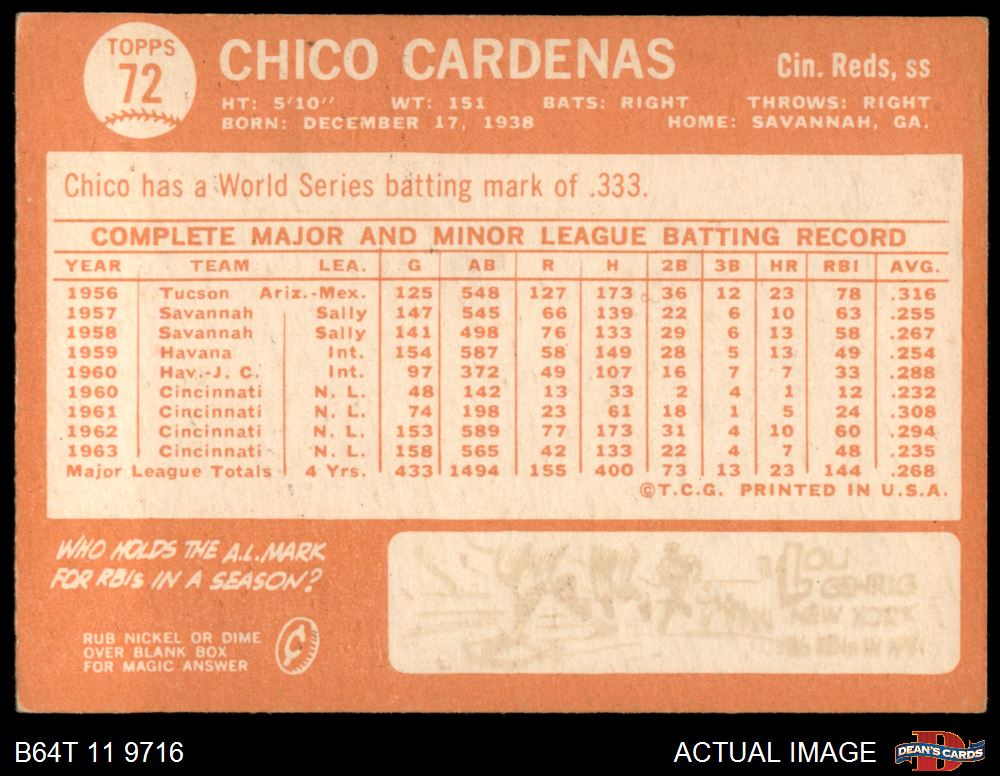 TOPPS
72
CHICO CARDENAS
Cin. Reds, ss
HT: 5'10" WT: 151 BATS: RIGHT THROWS: RIGHT
BORN: DECEMBER 17, 1938 HOME: SAVANNAH, GA.
Chico has a World Series batting mark of .333.
COMPLETE MAJOR AND MINOR LEAGUE BATTING RECORD
YEAR TEAM LEA. G AB R H 2B 3B HR RBI AVG.
1956 Tucson Ariz.-Mex. 125 548 127 173 36 12 23 78 .316
1957 Savannah Sally 147 545 66 139 22 6 10 63 .255
1958 Savannah Sally 141 498 76 133 29 6 13 58 .267
1959 Havana Int. 154 587 58 149 28 5 13 49 .254
1960 Hav.-J. C. Int. 97 372 49 107 16 7 7 33 .288
1960 Cincinnati N. L. 48 142 13 33 2 4 1 12 .232
1961 Cincinnati N. L. 74 198 23 61 18 1 5 24 .308
1962 Cincinnati N. L. 153 589 77 173 31 4 10 60 .294
1963 Cincinnati N. L. 158 565 42 133 22 4 7 48 .235
Major League Totals 4 Yrs. 433 1494 155 400 73 13 23 144 .268
©T.C.G. PRINTED IN U.S.A.
WHO HOLDS THE A.L. MARK
FOR RBIs IN A SEASON?
RUB NICKEL OR DIME
OVER BLANK BOX
FOR MAGIC ANSWER
LOU
GEHRIG
NEW YORK
B64T 11 9716
ACTUAL IMAGE
DEAN'S CARDS